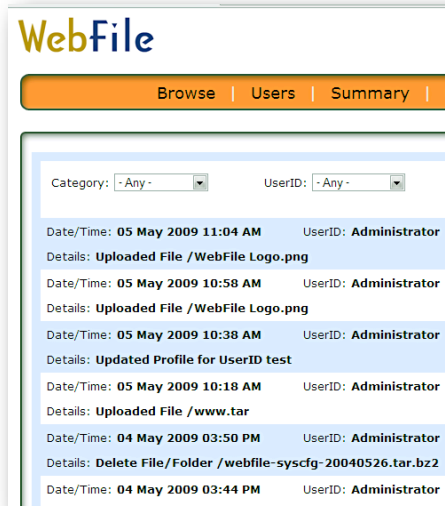 WebFile
Browse | Users | Summary |
Category: - Any - UserID: - Any -
Date/Time: 05 May 2009 11:04 AM UserID: Administrator
Details: Uploaded File /WebFile Logo.png
Date/Time: 05 May 2009 10:58 AM UserID: Administrator
Details: Uploaded File /WebFile Logo.png
Date/Time: 05 May 2009 10:38 AM UserID: Administrator
Details: Updated Profile for UserID test
Date/Time: 05 May 2009 10:18 AM UserID: Administrator
Details: Uploaded File /www.tar
Date/Time: 04 May 2009 03:50 PM UserID: Administrator
Details: Delete File/Folder /webfile-syscfg-20040526.tar.bz2
Date/Time: 04 May 2009 03:44 PM UserID: Administrator